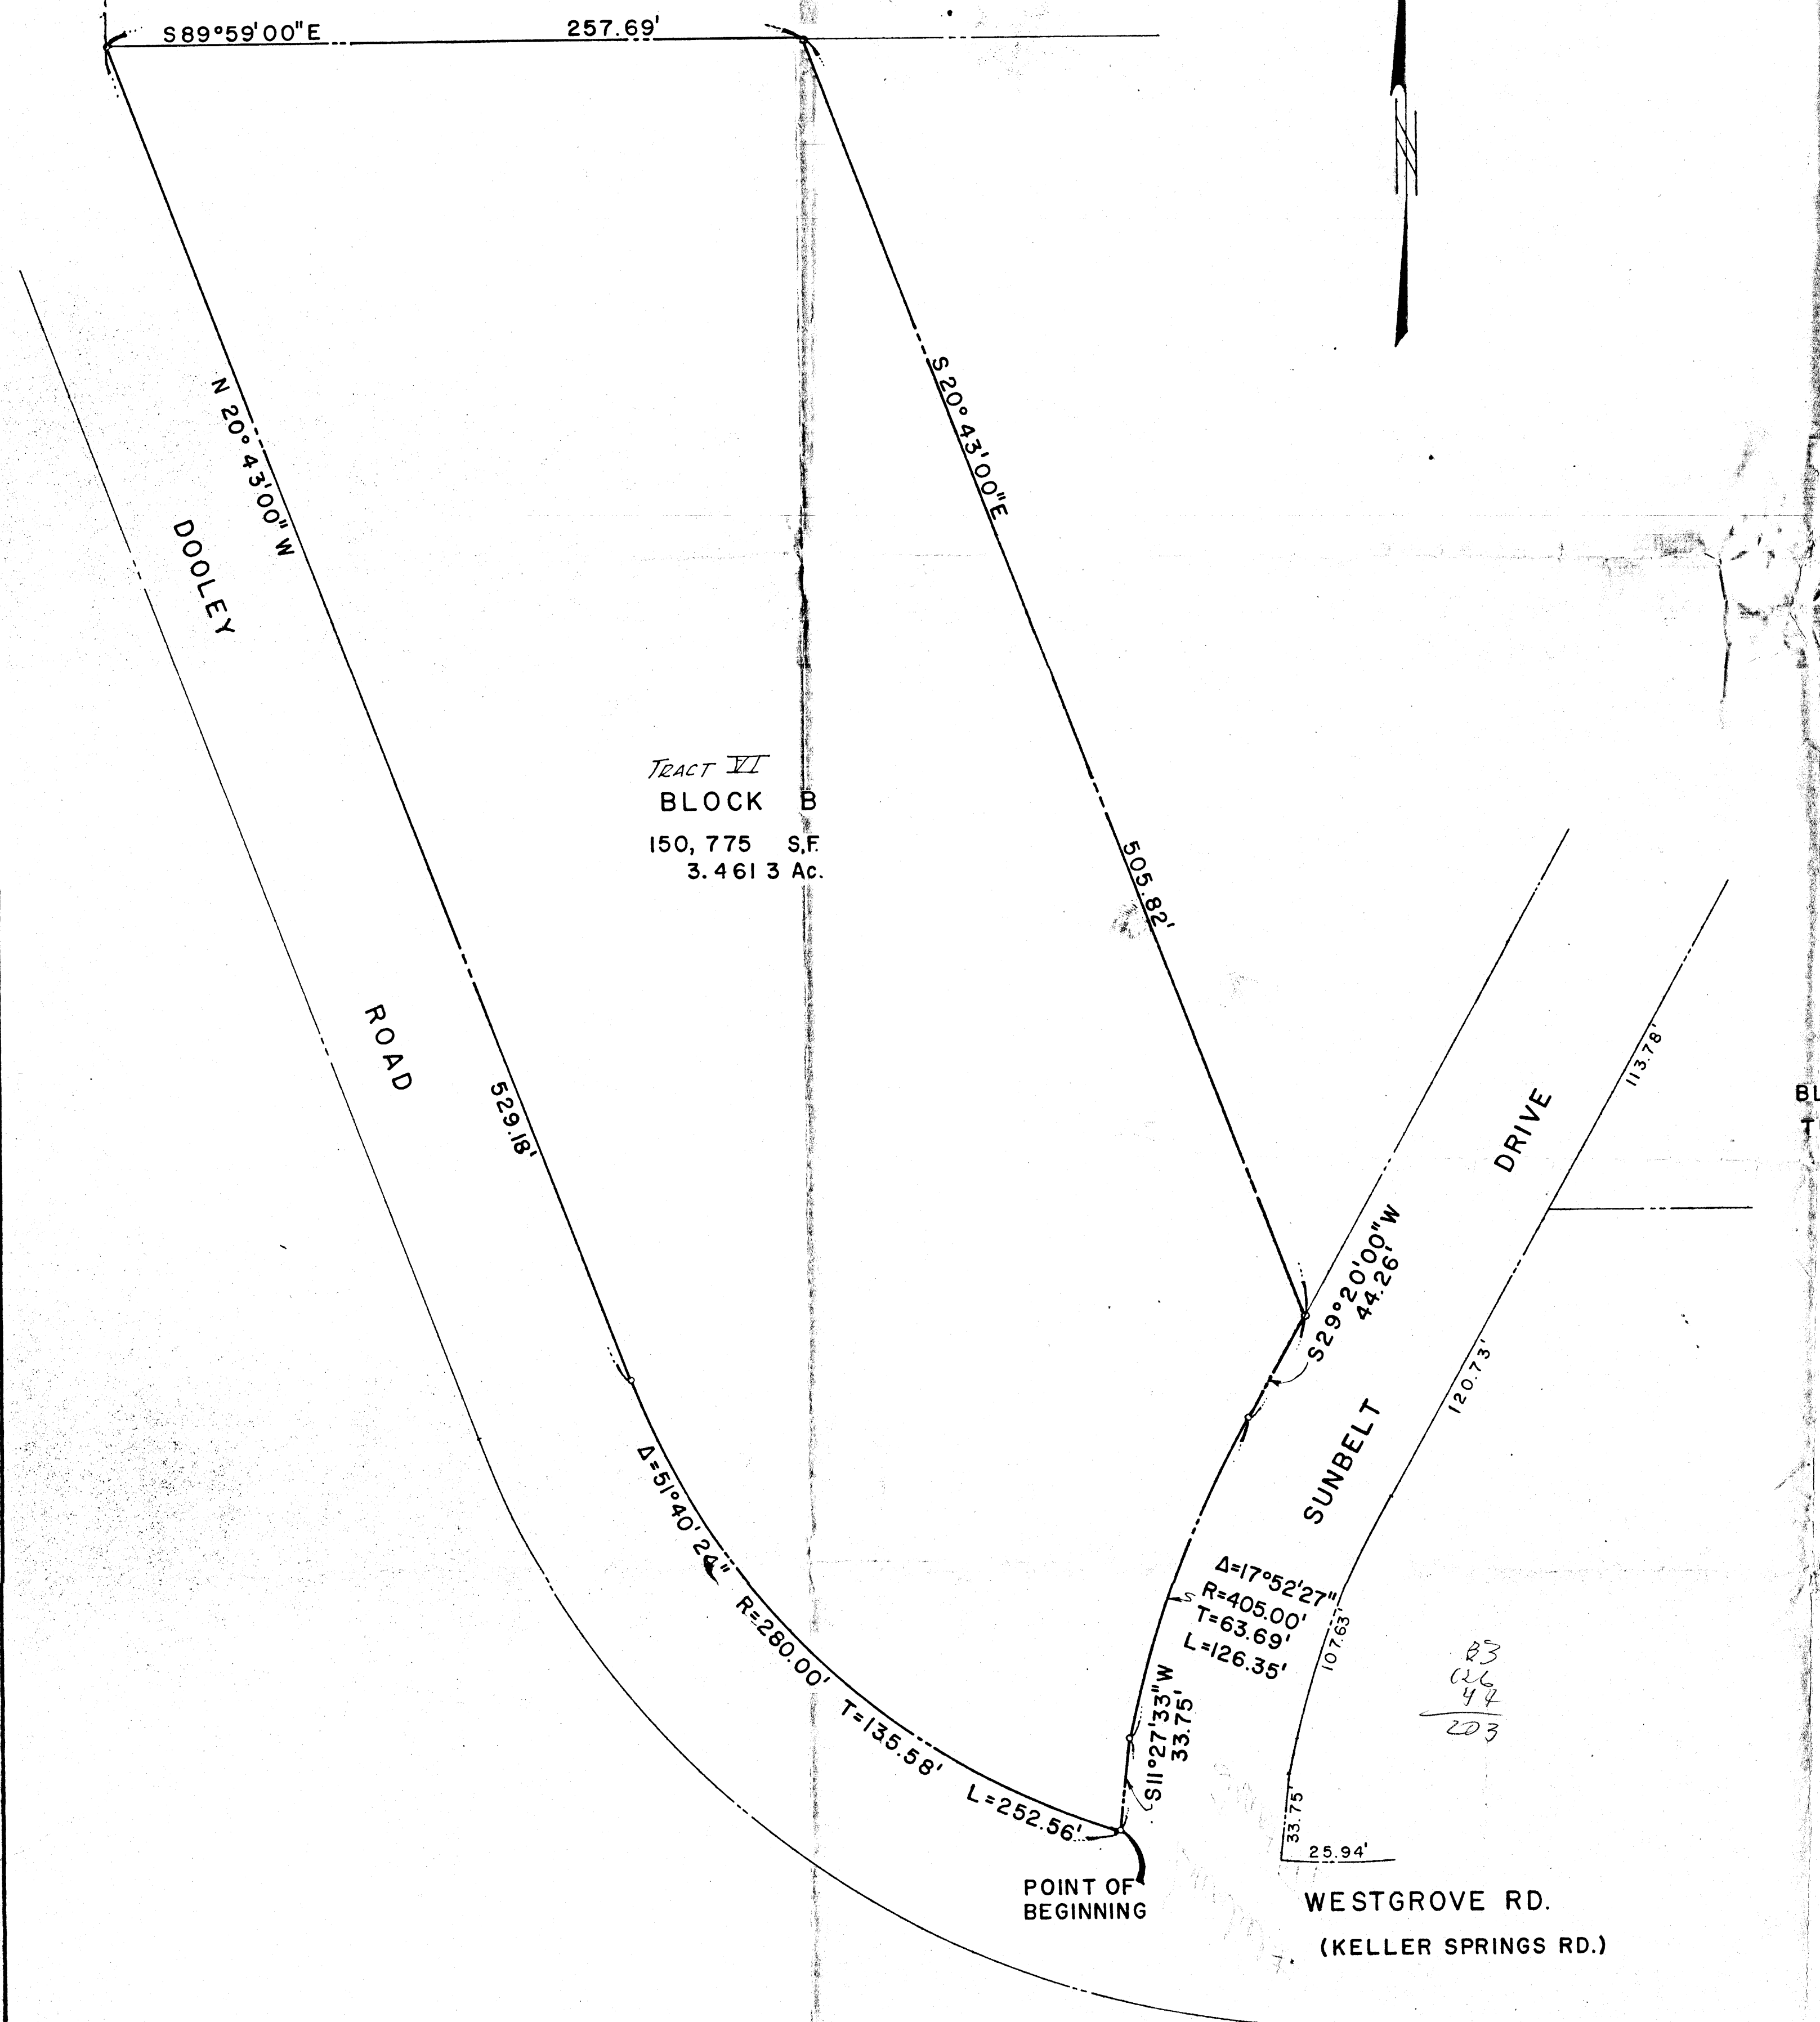 S89°59'00"E 257.69'
N
N 20° 43'00" W
S 20° 43'00"E
DOOLEY
TRACT VI
BLOCK B
150,775 S.F.
3.4613 Ac.
505.82'
ROAD
529.18'
113.78'
BL
T
DRIVE
S29°20'00"W
44.26'
120.73'
SUNBELT
Δ=51°40'24" R=280.00' T=135.58' L=252.56'
Δ=17°52'27"
R=405.00'
T=63.69'
L=126.35'
107.63'
126
44
203
S11°27'33"W
33.75'
33.75'
25.94'
POINT OF
BEGINNING
WESTGROVE RD.
(KELLER SPRINGS RD.)